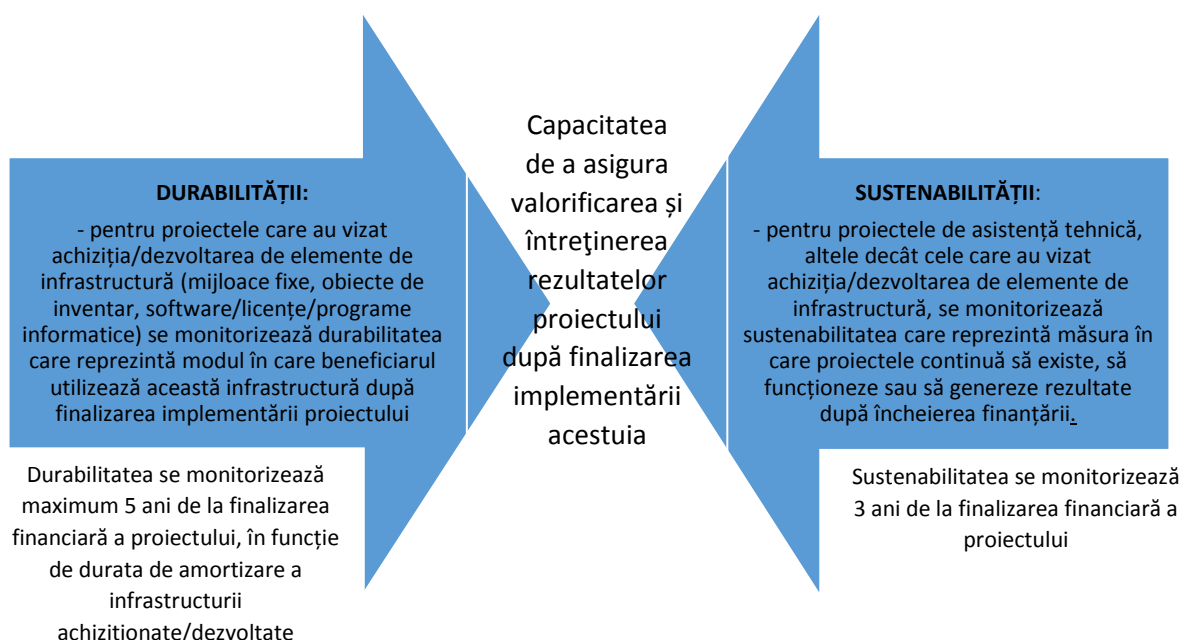 DURABILITĂȚII:
- pentru proiectele care au vizat
achiziția/dezvoltarea de elemente de
infrastructură (mijloace fixe, obiecte de
inventar, software/licențe/programe
informatice) se monitorizează durabilitatea
care reprezintă modul în care beneficiarul
utilizează această infrastructură după
finalizarea implementării proiectului
Durabilitatea se monitorizează
maximum 5 ani de la finalizarea
financiară a proiectului, în funcție
de durata de amortizare a
infrastructurii
achiziționate/dezvoltate
Capacitatea
de a asigura
valorificarea și
întreţinerea
rezultatelor
proiectului
după finalizarea
implementării
acestuia
SUSTENABILITĂȚII:
- pentru proiectele de asistență tehnică,
altele decât cele care au vizat
achiziția/dezvoltarea de elemente de
infrastructură, se monitorizează
sustenabilitatea care reprezintă măsura în
care proiectele continuă să existe, să
funcționeze sau să genereze rezultate
după încheierea finanțării.
Sustenabilitatea se monitorizează
3 ani de la finalizarea financiară a
proiectului